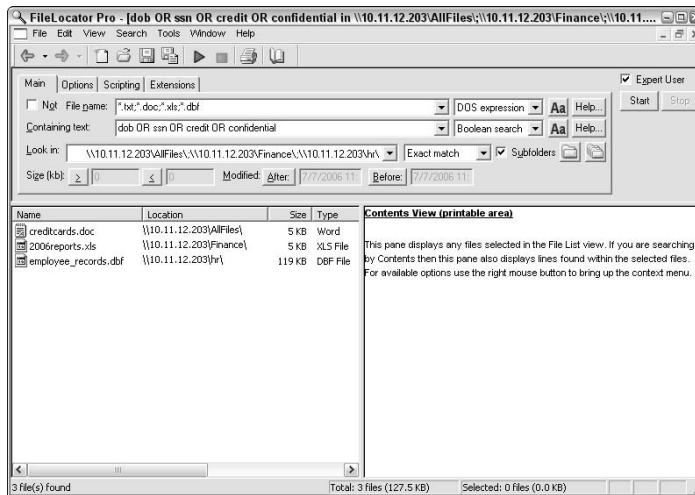 FileLocator Pro - [dob OR ssn OR credit OR confidential in \\10.11.12.203\AllFiles\;\\10.11.12.203\Finance\;\\10.11....
File Edit View Search Tools Window Help
Main Options Scripting Extensions
Expert User
Not File name: *.txt;*.doc;*.xls;*.dbf DOS expression Aa Help... Start Stop
Containing text: dob OR ssn OR credit OR confidential Boolean search Aa Help...
Look in: \\10.11.12.203\AllFiles\;\\10.11.12.203\Finance\;\\10.11.12.203\hr\ Exact match Subfolders
Size (kb): ≥ 0 ≤ 0 Modified: After: 7/7/2006 11: Before: 7/7/2006 11:
Name Location Size Type
creditcards.doc \\10.11.12.203\AllFiles\ 5 KB Word
2006reports.xls \\10.11.12.203\Finance\ 5 KB XLS File
employee_records.dbf \\10.11.12.203\hr\ 119 KB DBF File
Contents View (printable area)
This pane displays any files selected in the File List view. If you are searching
by Contents then this pane also displays lines found within the selected files.
For available options use the right mouse button to bring up the context menu.
3 file(s) found Total: 3 files (127.5 KB) Selected: 0 files (0.0 KB)